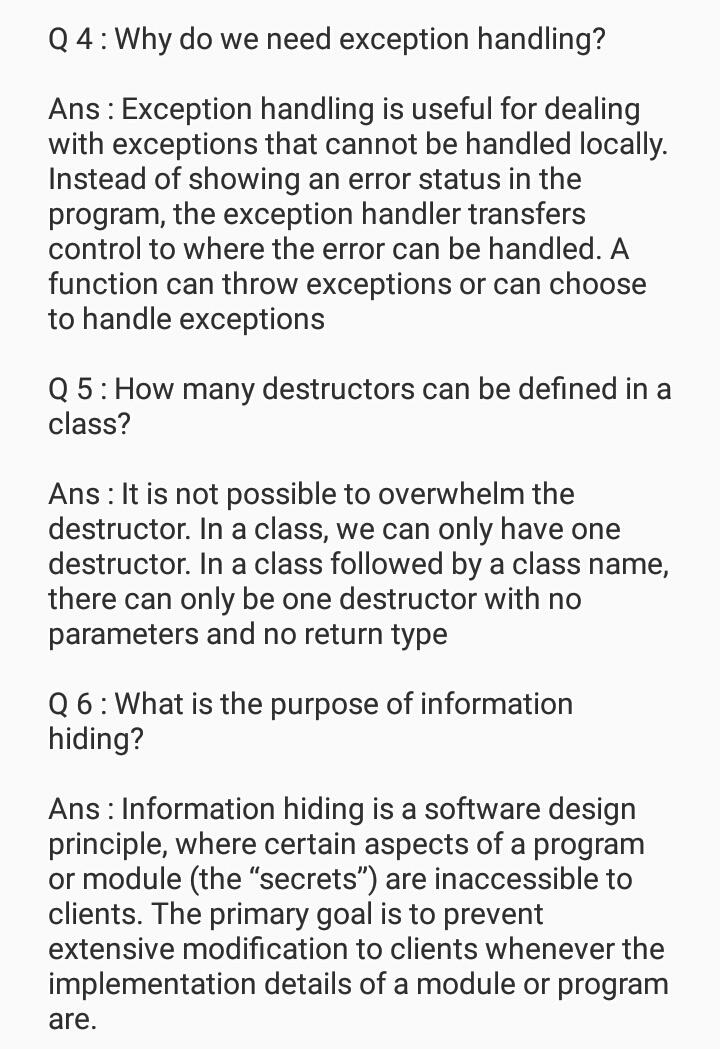 Q 4 : Why do we need exception handling?
Ans : Exception handling is useful for dealing
with exceptions that cannot be handled locally.
Instead of showing an error status in the
program, the exception handler transfers
control to where the error can be handled. A
function can throw exceptions or can choose
to handle exceptions
Q 5 : How many destructors can be defined in a
class?
Ans : It is not possible to overwhelm the
destructor. In a class, we can only have one
destructor. In a class followed by a class name,
there can only be one destructor with no
parameters and no return type
Q 6 : What is the purpose of information
hiding?
Ans : Information hiding is a software design
principle, where certain aspects of a program
or module (the “secrets”) are inaccessible to
clients. The primary goal is to prevent
extensive modification to clients whenever the
implementation details of a module or program
are.